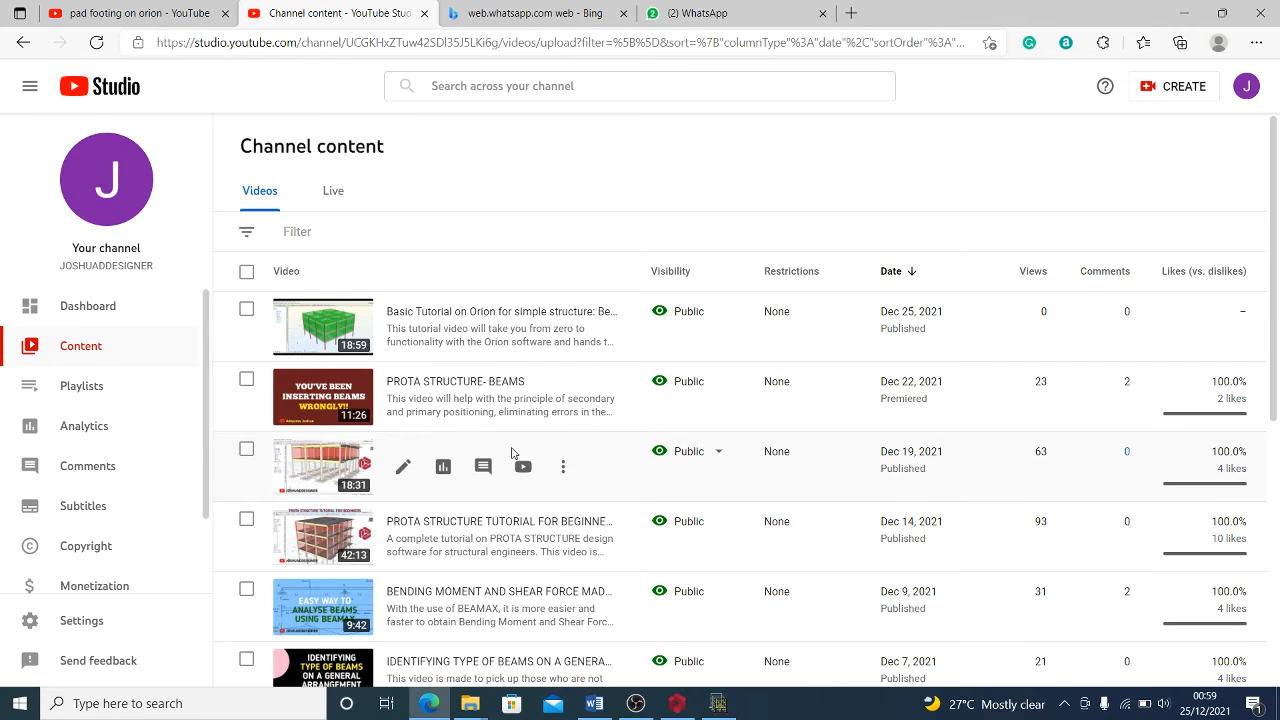 pan on - YouTube
Channel content - YouTube Stu
web whatsapp.com web - Bing
2
(2) WhatsApp
https://studio.youtube.com/channel/UCGKHxZTuw42SDl35J5LKi6g/videos/upload?filter=%5B%5D&sort=%7B"columnType"%3A"date"%2C"sortOrder"%3A"...
Studio
Search across your channel
CREATE
J
J
Your channel
JOSHUADDESIGNER
Dashboard
Content
Playlists
Analytics
Comments
Subtitles
Copyright
Monetization
Settings
Send feedback
Channel content
Videos Live
Filter
Video Visibility Restrictions Date Views Comments Likes (vs. dislikes)
18:59
Basic Tutorial on Orion for simple structure: Be... Public None Dec 25, 2021 0 0 –
This tutorial video will take you from zero to Published
functionality with the Orion software and hands t...
YOU'VE BEEN
INSERTING BEAMS
WRONGLY!!
11:26
PROTA STRUCTURE- BEAMS Public None Dec 22, 2021 23 2 100.0%
This video will help with the principle of secondary Premiered 2 likes
and primary positioning, eliminating errors in the...
JOSHUADDESIGNER
18:31
Public None Dec 19, 2021 63 0 100.0%
Published 4 likes
PROTA STRUCTURE TUTORIAL FOR BEGINNERS
JOSHUADDESIGNER
42:13
PROTA STRUCTURE TUTORIAL FOR BEGINNE... Public None Dec 14, 2021 93 0 100.0%
A complete tutorial on PROTA STRUCTURE design Published 10 likes
software for structural engineers. This video is...
EASY WAY TO
ANALYSE BEAMS
USING BEAMAX
JOSHUADDESIGNER
9:42
BENDING MOMENT AND SHEAR FORCE MAD... Public None Dec 9, 2021 28 2 100.0%
With the use of BEAMAX, it is more easier and Published 4 likes
faster to obtain Bending Moment and Shear Forc...
IDENTIFYING
TYPE OF BEAMS
ON A GENERAL
ARRANGEMENT
IDENTIFYING TYPE OF BEAMS ON A GENERA... Public None Dec 7, 2021 21 0 100.0%
This video is made to pick up those who are not Published 4 likes
Type here to search
27°C Mostly clear
00:59
25/12/2021